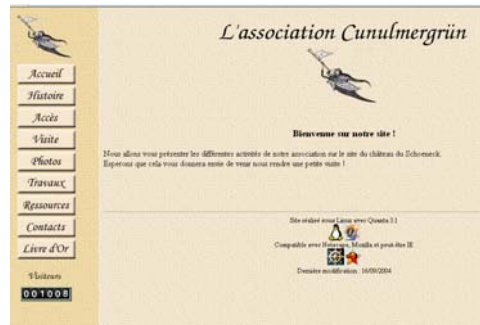 L'association Cunulmergrün
Accueil
Histoire
Accès
Visite
Photos
Travaux
Ressources
Contacts
Livre d'Or
Visiteurs
001008
Bienvenue sur notre site !
Nous allons vous présenter les différentes activités de notre association sur le site du château du Schoeneck.
Esperons que cela vous donnera envie de venir nous rendre une petite visite !
Site réalisé sous Linux avec Quanta 3.1
Compatible avec Netscape, Mozilla et peut-être IE
Dernière modification : 16/09/2004